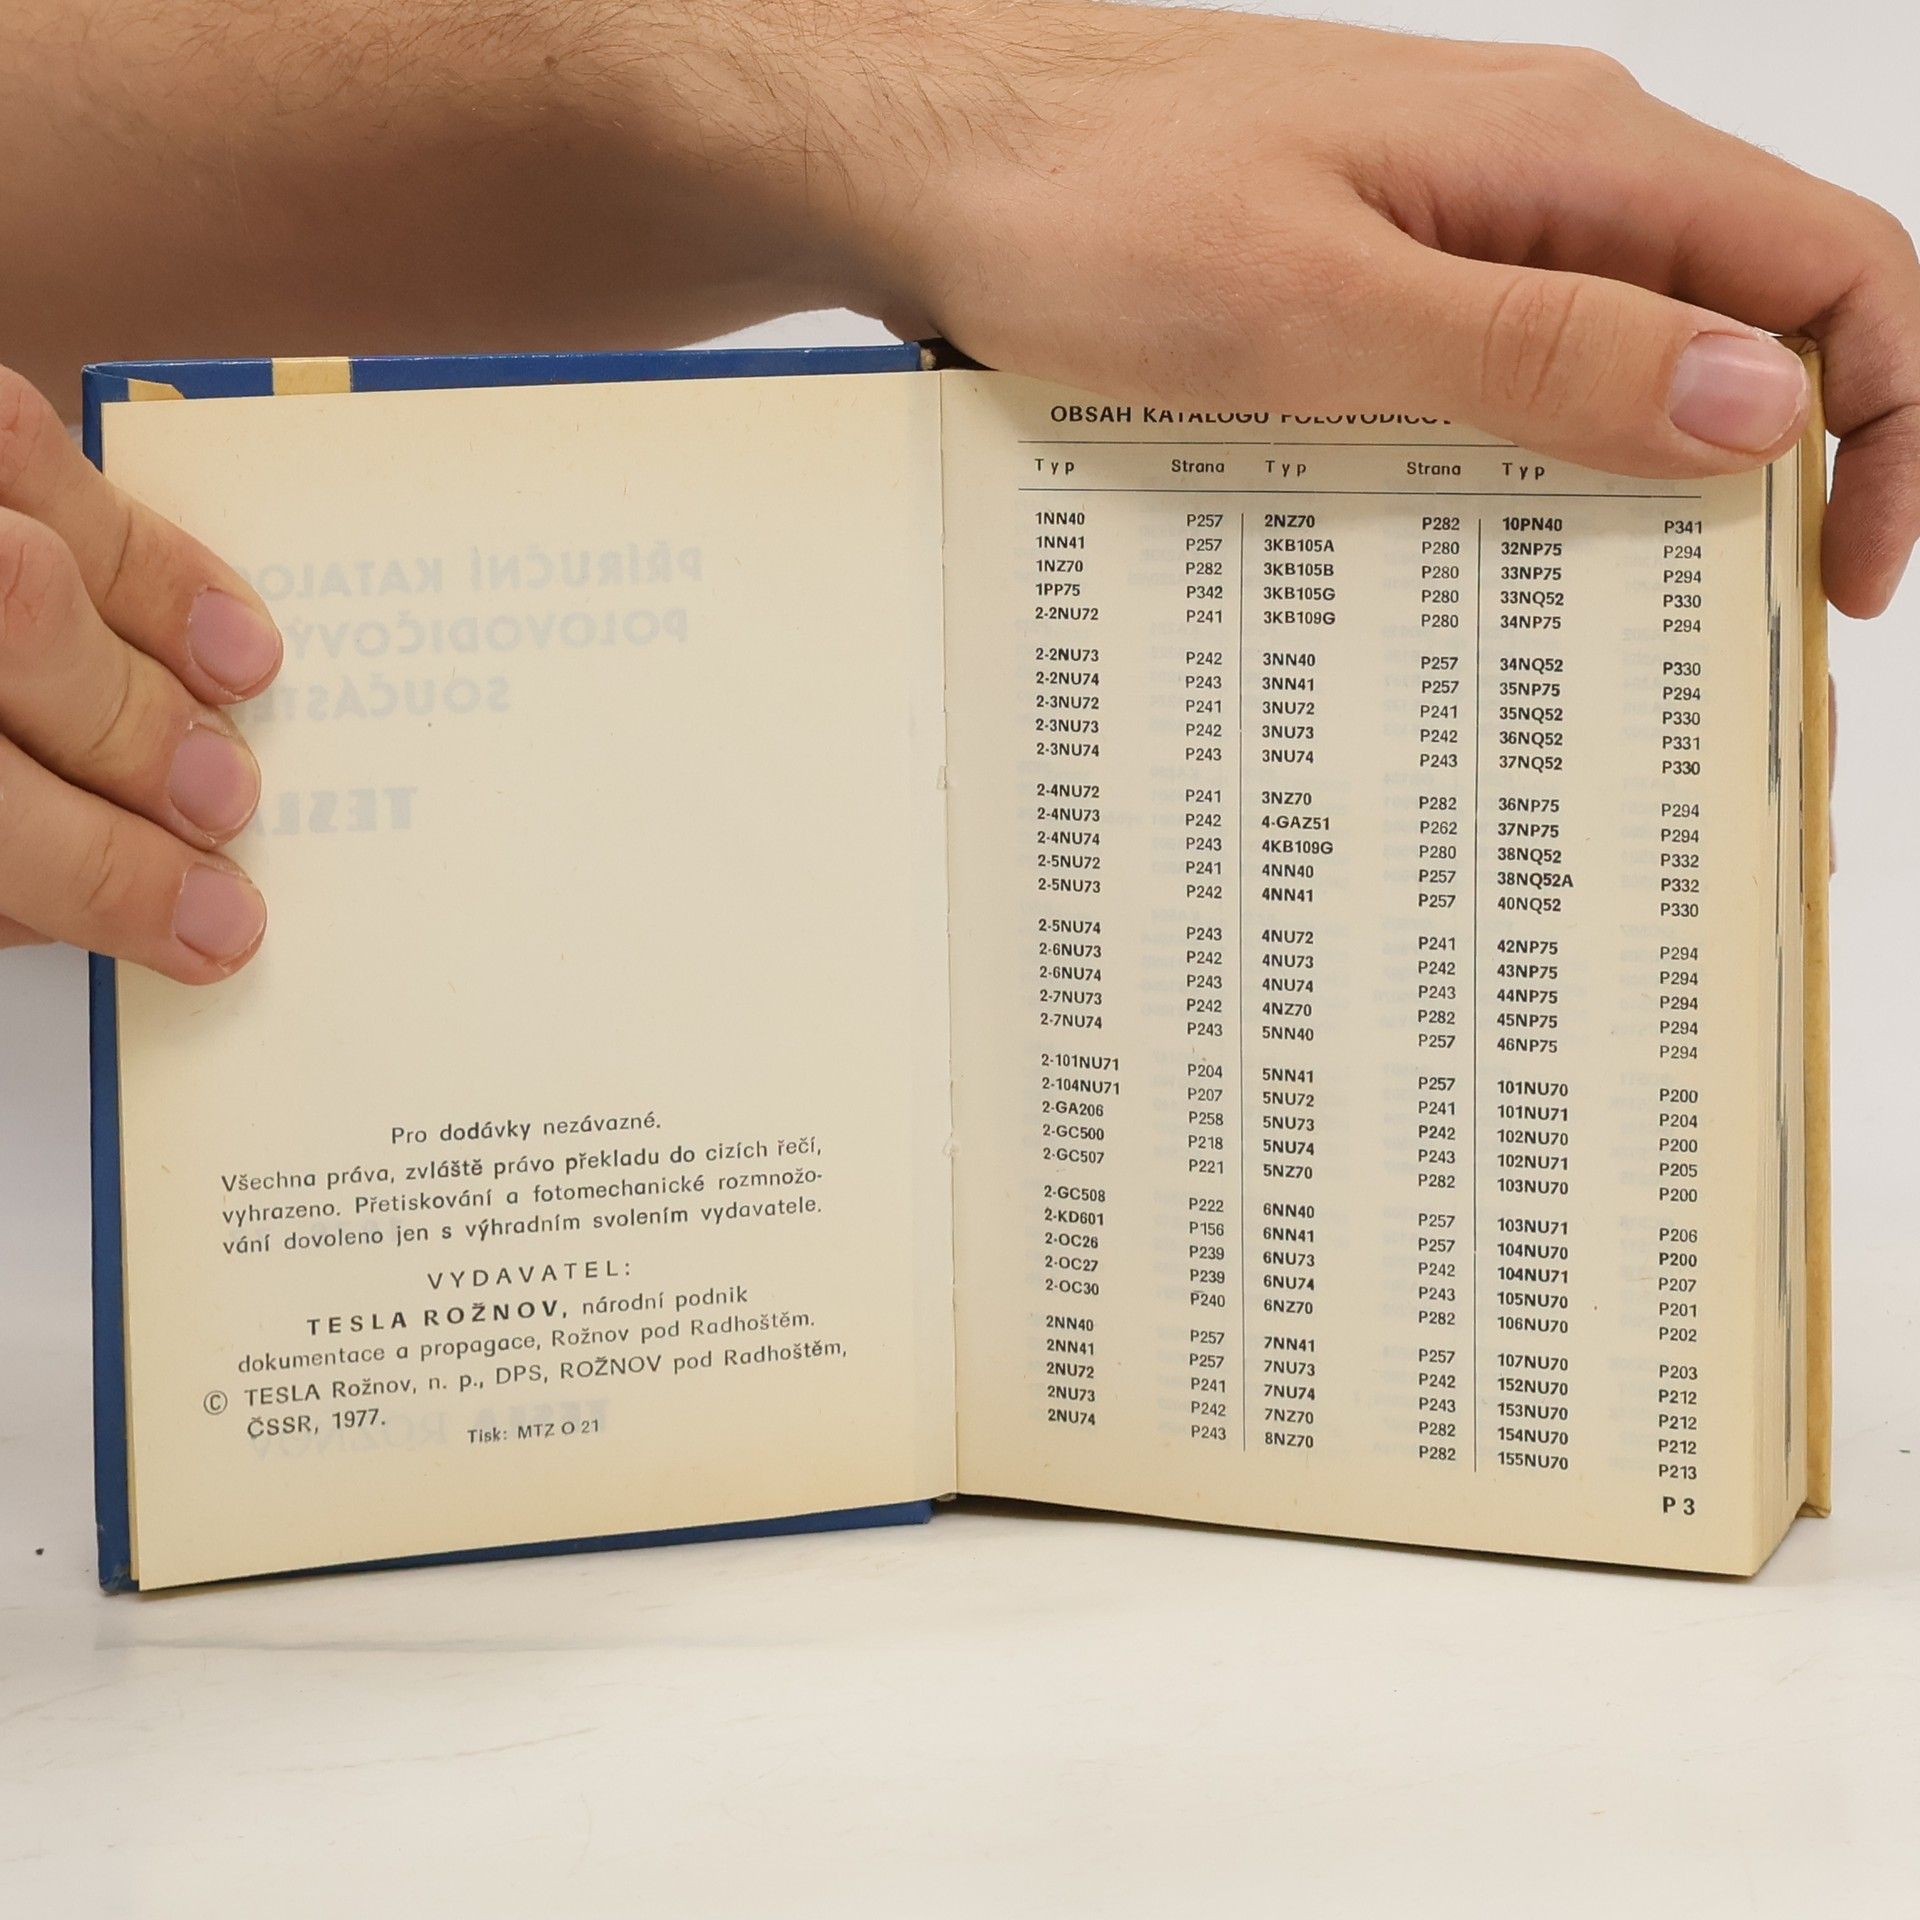 Pro dodávky nezávazné.
Všechna práva, zvláště právo překladu do cizích řečí,
vyhrazeno. Přetiskování a fotomechanické rozmnožo-
vání dovoleno jen s výhradním svolením vydavatele.
VYDAVATEL:
TESLA ROŽNOV, národní podnik
dokumentace a propagace, Rožnov pod Radhoštěm.
© TESLA Rožnov, n. p., DPS, ROŽNOV pod Radhoštěm,
ČSSR, 1977.
Tisk: MTZ O 21
OBSAH KATALOGU
Typ Strana Typ Strana Typ
1NN40 P257 2NZ70 P282 10PN40 P341
1NN41 P257 3KB105A P280 32NP75 P294
1NZ70 P282 3KB105B P280 33NP75 P294
1PP75 P342 3KB105G P280 33NQ52 P330
2-2NU72 P241 3KB109G P280 34NP75 P294
2-2NU73 P242 3NN40 P257 34NQ52 P330
2-2NU74 P243 3NN41 P257 35NP75 P294
2-3NU72 P241 3NU72 P241 35NQ52 P330
2-3NU73 P242 3NU73 P242 36NQ52 P331
2-3NU74 P243 3NU74 P243 37NQ52 P330
2-4NU72 P241 3NZ70 P282 36NP75 P294
2-4NU73 P242 4-GAZ51 P262 37NP75 P294
2-4NU74 P243 4KB109G P280 38NQ52 P332
2-5NU72 P241 4NN40 P257 38NQ52A P332
2-5NU73 P242 4NN41 P257 40NQ52 P330
2-5NU74 P243 4NU72 P241 42NP75 P294
2-6NU73 P242 4NU73 P242 43NP75 P294
2-6NU74 P243 4NU74 P243 44NP75 P294
2-7NU73 P242 4NZ70 P282 45NP75 P294
2-7NU74 P243 5NN40 P257 46NP75 P294
2-101NU71 P204 5NN41 P257 101NU70 P200
2-104NU71 P207 5NU72 P241 101NU71 P204
2-GA206 P258 5NU73 P242 102NU70 P200
2-GC500 P218 5NU74 P243 102NU71 P205
2-GC507 P221 5NZ70 P282 103NU70 P200
2-GC508 P222 6NN40 P257 103NU71 P206
2-KD601 P156 6NN41 P257 104NU70 P200
2-OC26 P239 6NU73 P242 104NU71 P207
2-OC27 P239 6NU74 P243 105NU70 P201
2-OC30 P240 6NZ70 P282 106NU70 P202
2NN40 P257 7NN41 P257 107NU70 P203
2NN41 P257 7NU73 P242 152NU70 P212
2NU72 P241 7NU74 P243 153NU70 P212
2NU73 P242 7NZ70 P282 154NU70 P212
2NU74 P243 8NZ70 P282 155NU70 P213
P 3